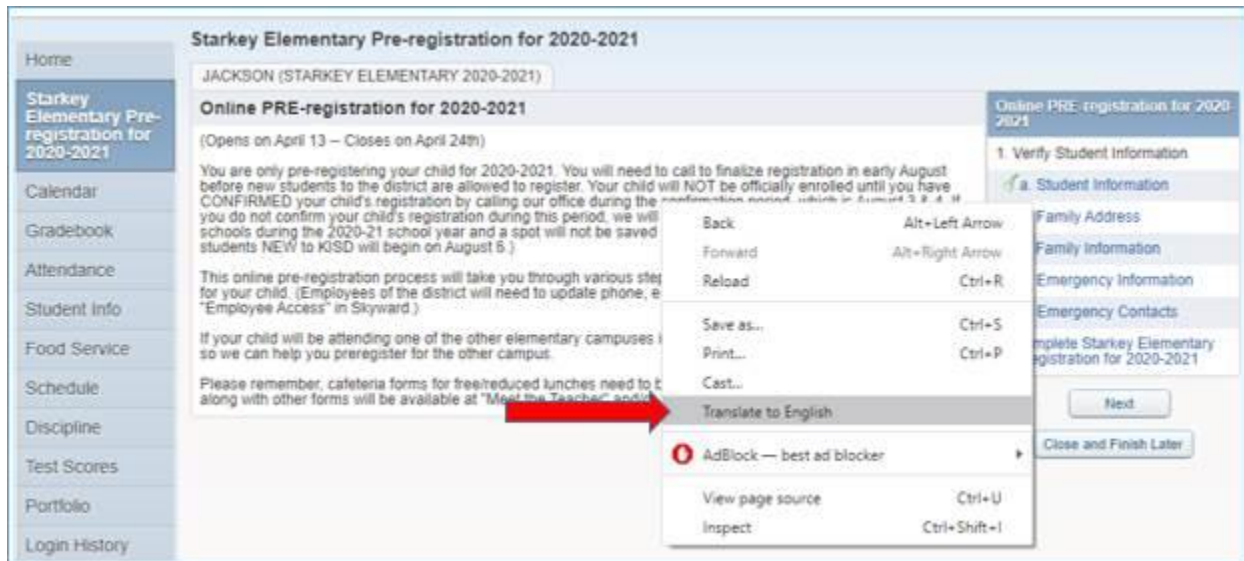 Starkey Elementary Pre-registration for 2020-2021
Home
Starkey
Elementary Pre-
registration for
2020-2021
Calendar
Gradebook
Attendance
Student Info
Food Service
Schedule
Discipline
Test Scores
Portfolio
Login History
JACKSON (STARKEY ELEMENTARY 2020-2021)
Online PRE-registration for 2020-2021
(Opens on April 13 – Closes on April 24th)
You are only pre-registering your child for 2020-2021. You will need to call to finalize registration in early August
before new students to the district are allowed to register. Your child will NOT be officially enrolled until you have
CONFIRMED your child's registration by calling our office during the confirmation period, which is August 3 & 4. If
you do not confirm your child's registration during this period, we will
schools during the 2020-21 school year and a spot will not be saved
students NEW to KISD will begin on August 6.)
This online pre-registration process will take you through various step
for your child. (Employees of the district will need to update phone, e
"Employee Access" in Skyward.)
If your child will be attending one of the other elementary campuses i
so we can help you preregister for the other campus.
Please remember, cafeteria forms for free/reduced lunches need to b
along with other forms will be available at "Meet the Teacher"
Back Alt+Left Arrow
Forward Alt+Right Arrow
Reload Ctrl+R
Save as... Ctrl+S
Print... Ctrl+P
Cast...
Translate to English
AdBlock — best ad blocker
View page source Ctrl+U
Inspect Ctrl+Shift+I
Online PRE-registration for 2020-
2021
1. Verify Student Information
a. Student Information
Family Address
Family Information
Emergency Information
Emergency Contacts
mplete Starkey Elementary
egistration for 2020-2021
Next
Close and Finish Later